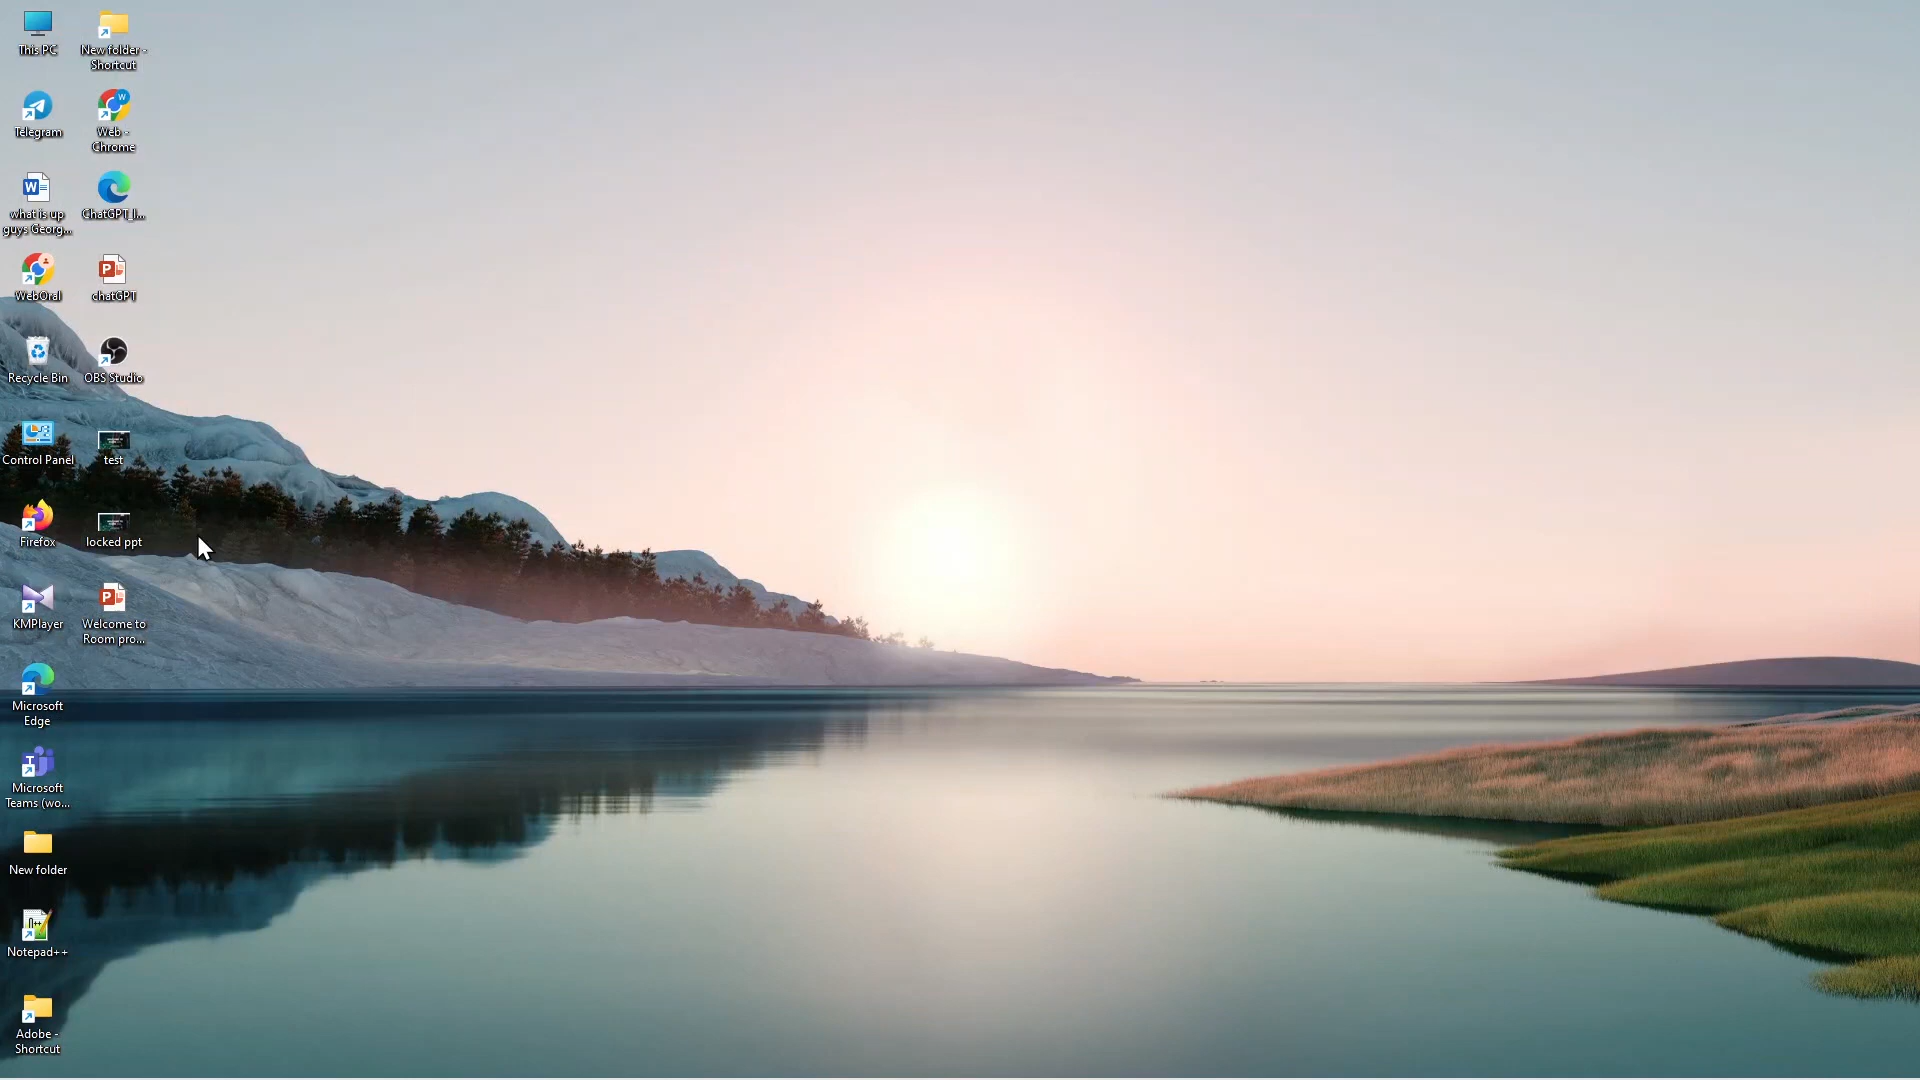 This PC
New folder -
Shortcut
Telegram
Web -
Chrome
what is up
guys Georg...
ChatGPT_I...
WebOral
chatGPT
Recycle Bin
OBS Studio
Control Panel
test
Firefox
locked ppt
KMPlayer
Welcome to
Room pro...
Microsoft
Edge
Microsoft
Teams (wo...
New folder
Notepad++
Adobe -
Shortcut